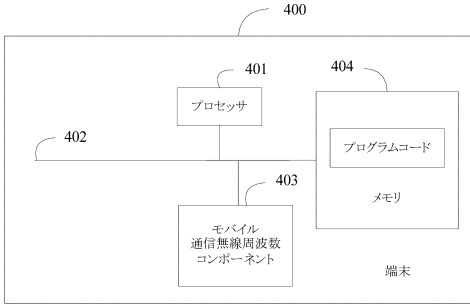 400
401
プロセッサ
404
プログラムコード
メモリ
402
403
モバイル
通信無線周波数
コンポーネント
端末